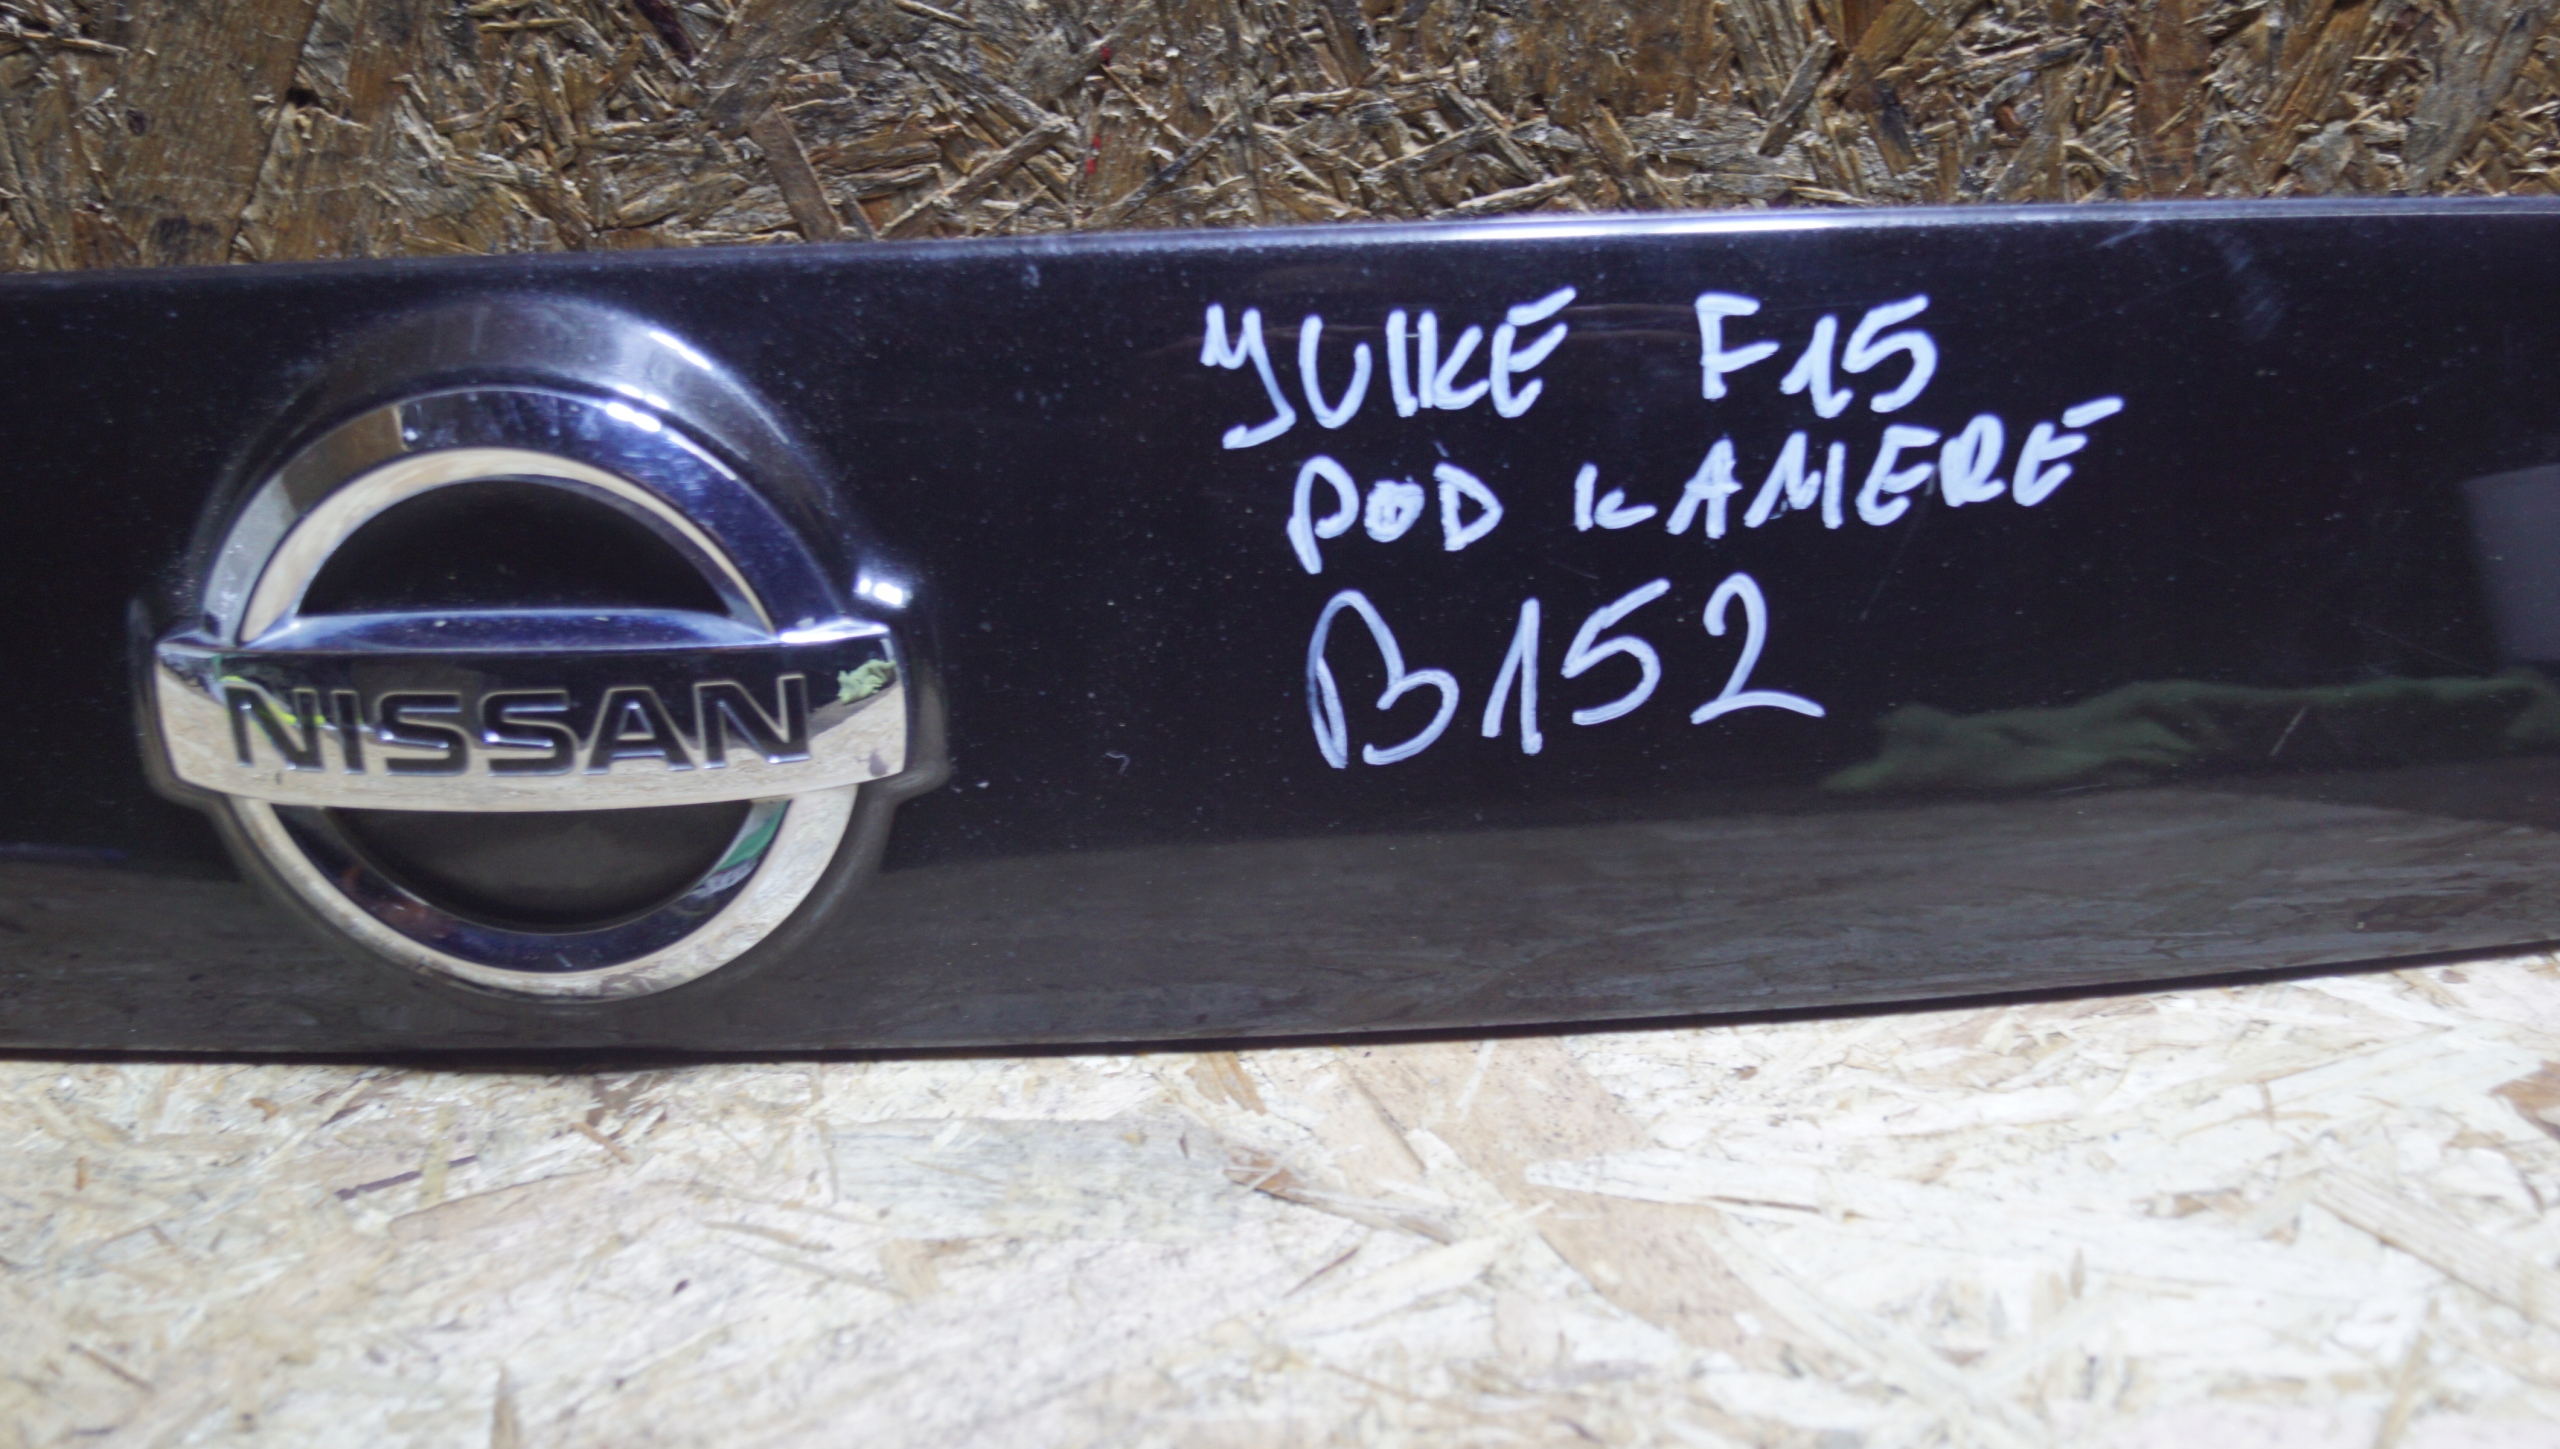 NISSAN
JUKE F15
POD KAMERE
B152